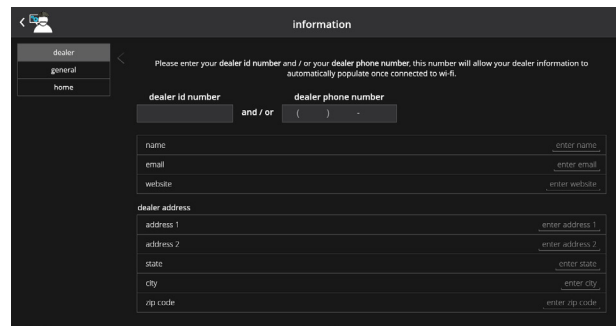 information
dealer
general
home
Please enter your dealer id number and / or your dealer phone number, this number will allow your dealer information to
automatically populate once connected to wi-fi.
dealer id number
dealer phone number
and / or
( ) -
name enter name
email enter email
website enter website
dealer address
address 1 enter address 1
address 2 enter address 2
state enter state
city enter city
zip code enter zip code